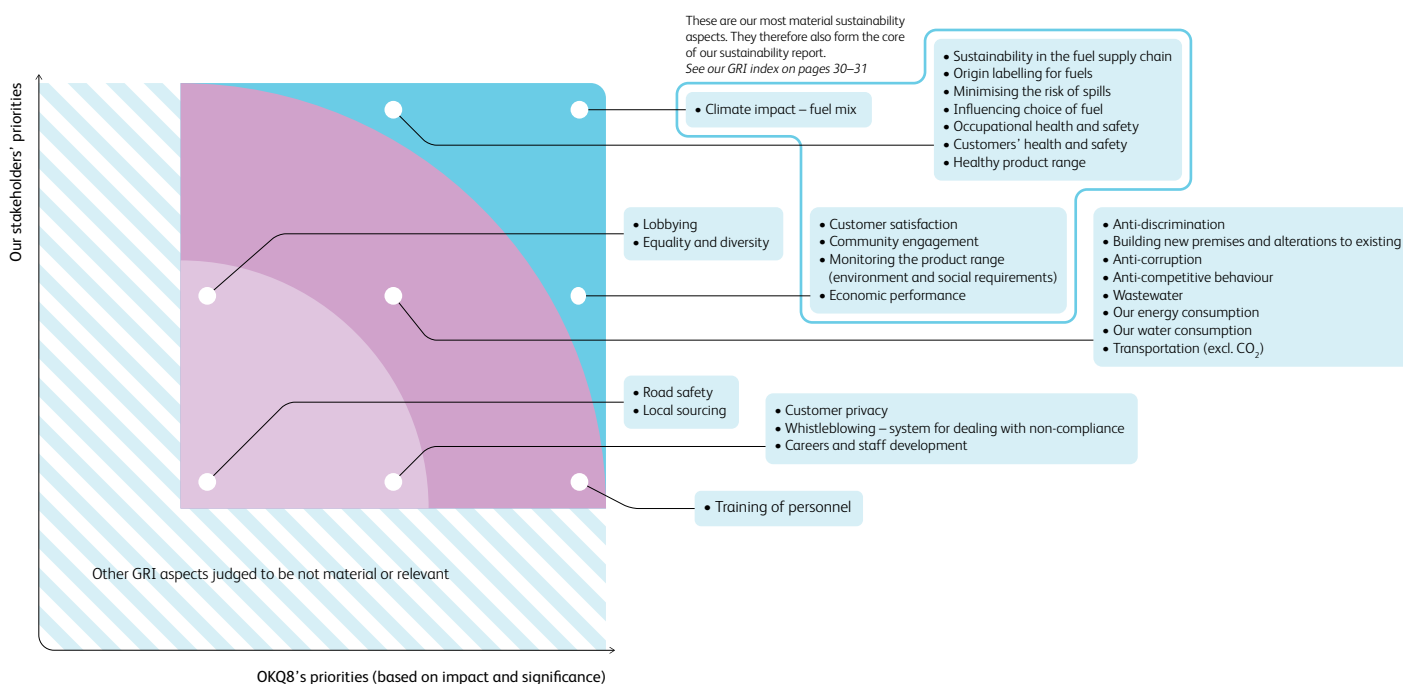 These are our most material sustainability
aspects. They therefore also form the core
of our sustainability report.
See our GRI index on pages 30–31
Our stakeholders’ priorities
• Climate impact – fuel mix
• Sustainability in the fuel supply chain
• Origin labelling for fuels
• Minimising the risk of spills
• Influencing choice of fuel
• Occupational health and safety
• Customers’ health and safety
• Healthy product range
• Lobbying
• Equality and diversity
• Customer satisfaction
• Community engagement
• Monitoring the product range
(environment and social requirements)
• Economic performance
• Anti-discrimination
• Building new premises and alterations to existing
• Anti-corruption
• Anti-competitive behaviour
• Wastewater
• Our energy consumption
• Our water consumption
• Transportation (excl. CO₂)
• Road safety
• Local sourcing
• Customer privacy
• Whistleblowing – system for dealing with non-compliance
• Careers and staff development
• Training of personnel
Other GRI aspects judged to be not material or relevant
OKQ8’s priorities (based on impact and significance)